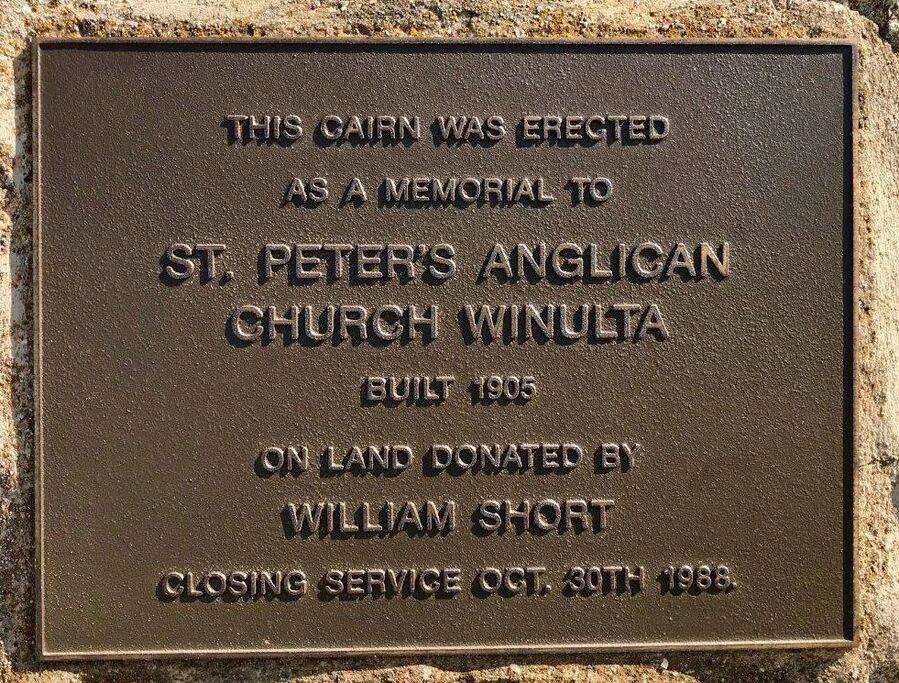 THIS CAIRN WAS ERECTED
AS A MEMORIAL TO
ST. PETER'S ANGLICAN
CHURCH WINULTA
BUILT 1905
ON LAND DONATED BY
WILLIAM SHORT
CLOSING SERVICE OCT. 30TH 1988.